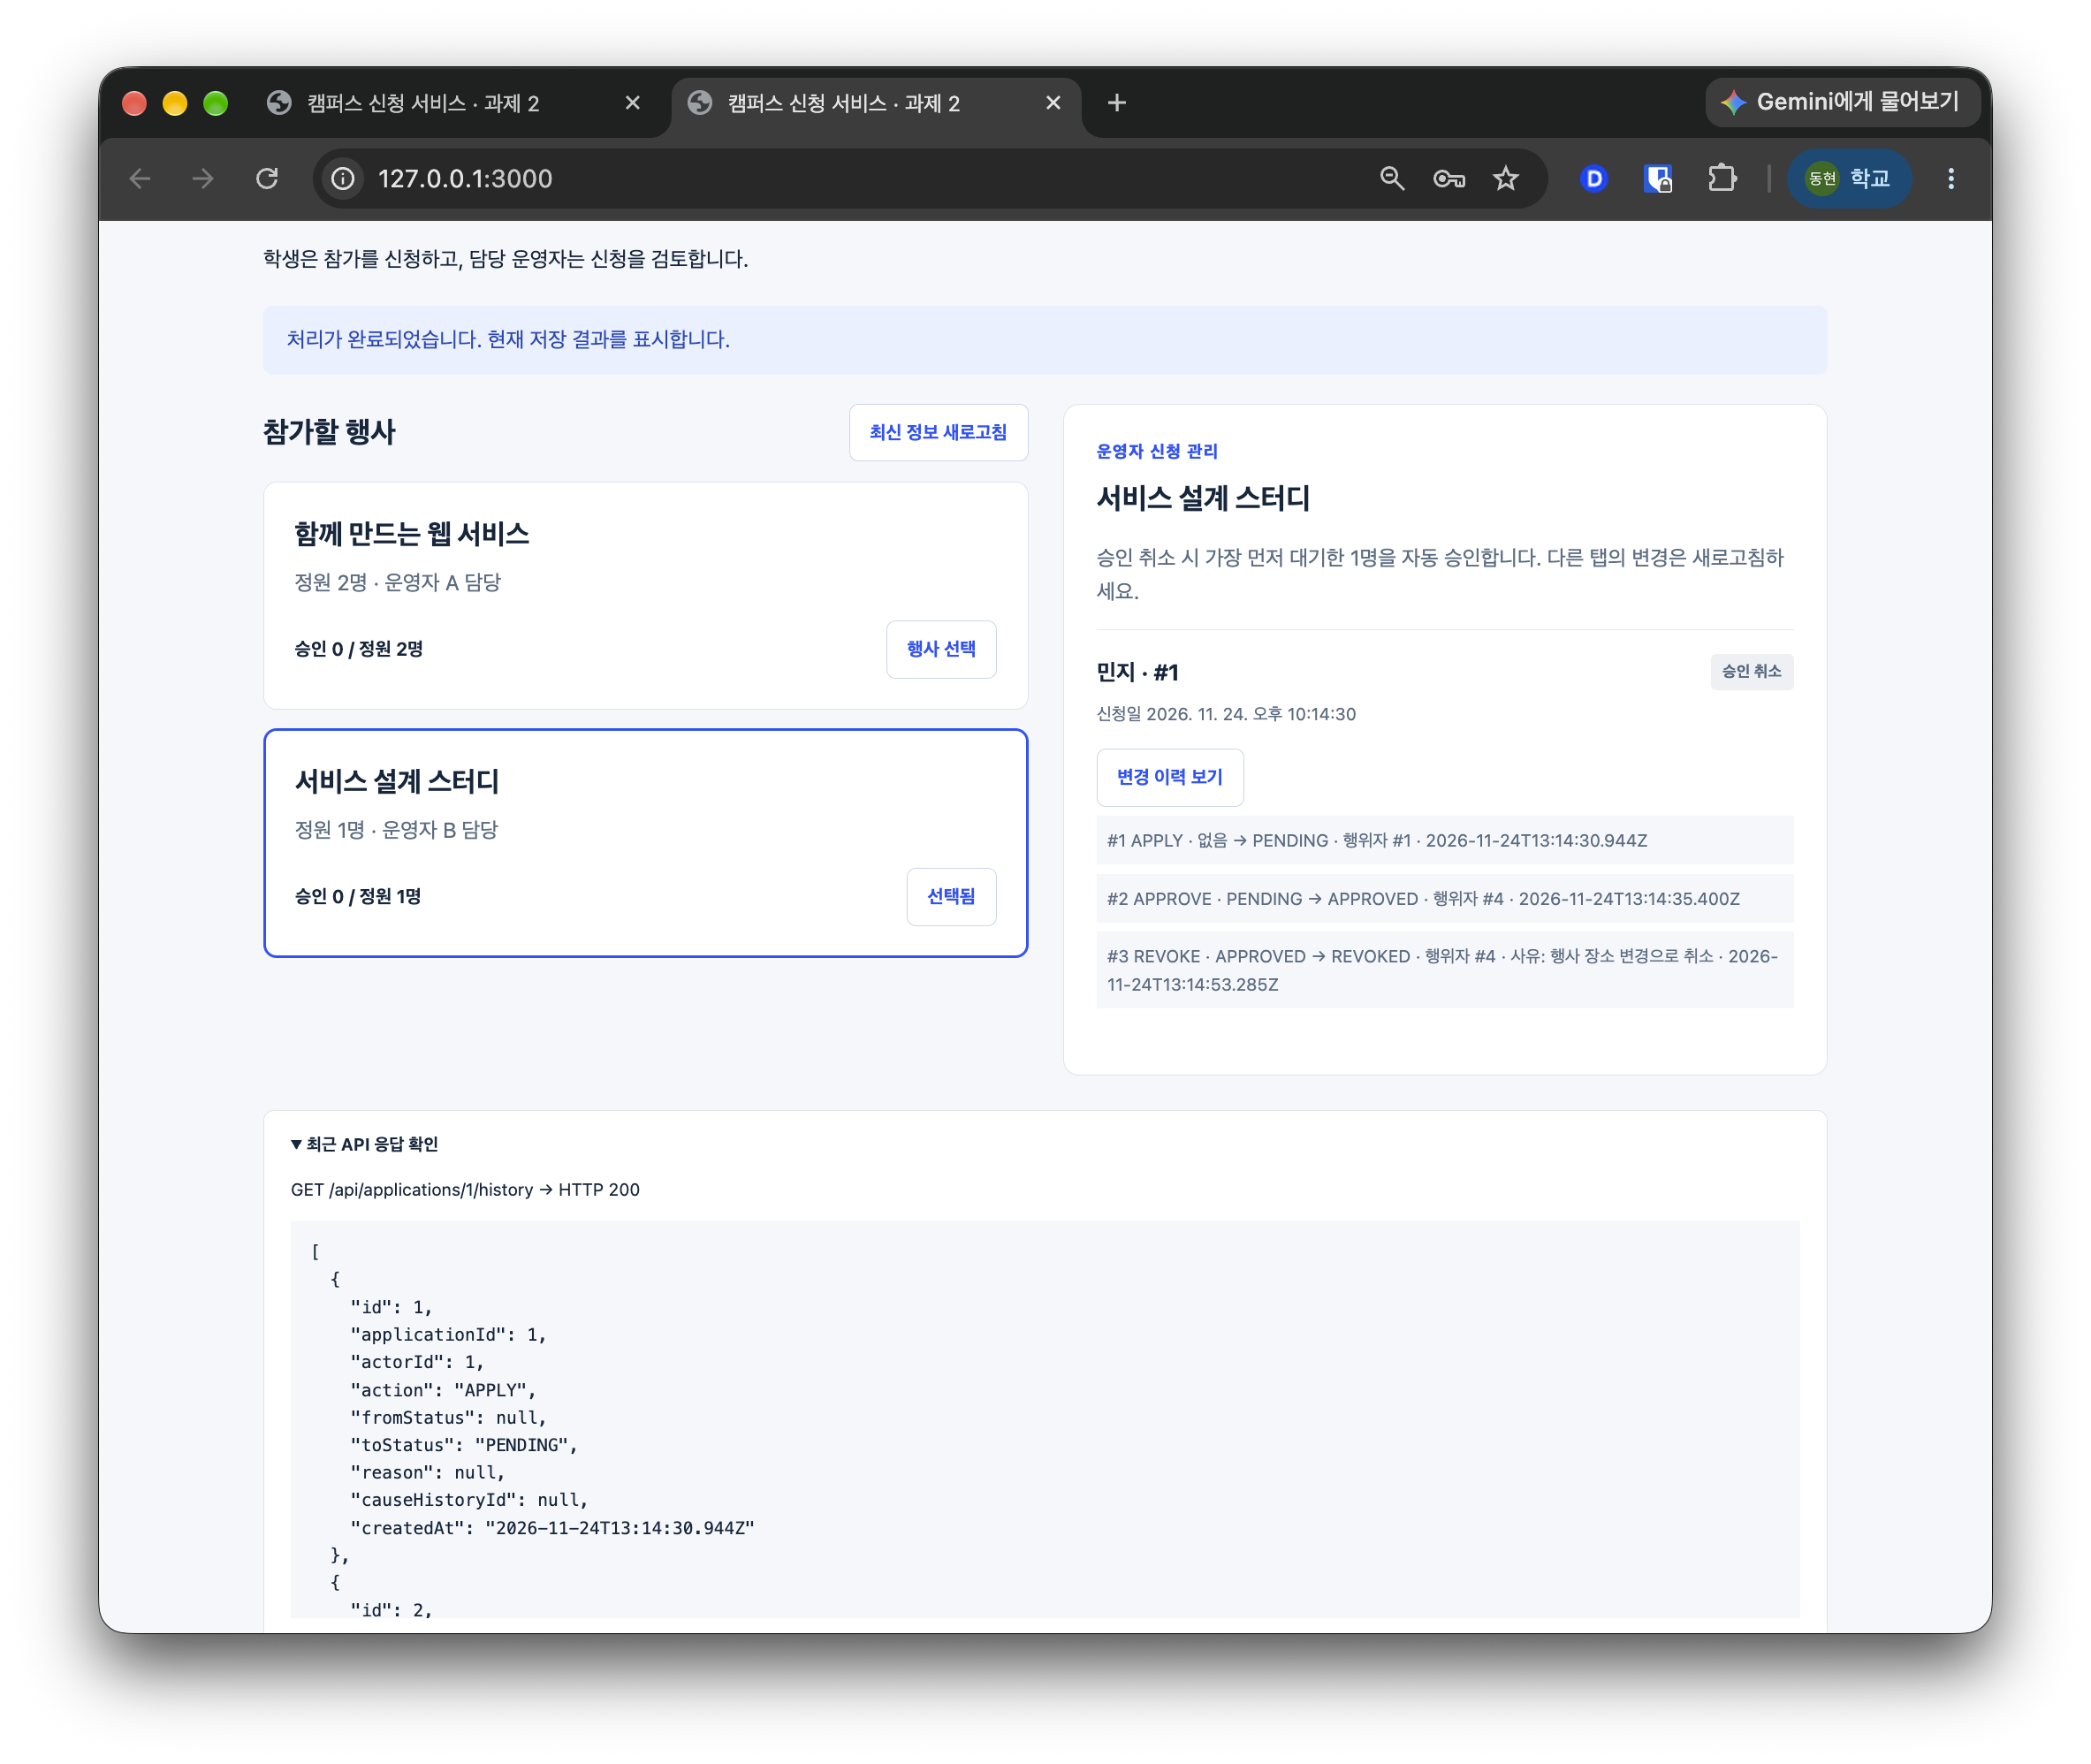 캠퍼스 신청 서비스 · 과제 2
캠퍼스 신청 서비스 · 과제 2
Gemini에게 물어보기
127.0.0.1:3000
D
동현
학교
학생은 참가를 신청하고, 담당 운영자는 신청을 검토합니다.
처리가 완료되었습니다. 현재 저장 결과를 표시합니다.
참가할 행사
최신 정보 새로고침
함께 만드는 웹 서비스
정원 2명 · 운영자 A 담당
승인 0 / 정원 2명
행사 선택
서비스 설계 스터디
정원 1명 · 운영자 B 담당
승인 0 / 정원 1명
선택됨
운영자 신청 관리
서비스 설계 스터디
승인 취소 시 가장 먼저 대기한 1명을 자동 승인합니다. 다른 탭의 변경은 새로고침하
세요.
민지 · #1
승인 취소
신청일 2026. 11. 24. 오후 10:14:30
변경 이력 보기
#1 APPLY · 없음 → PENDING · 행위자 #1 · 2026-11-24T13:14:30.944Z
#2 APPROVE · PENDING → APPROVED · 행위자 #4 · 2026-11-24T13:14:35.400Z
#3 REVOKE · APPROVED → REVOKED · 행위자 #4 · 사유: 행사 장소 변경으로 취소 · 2026-
11-24T13:14:53.285Z
▼ 최근 API 응답 확인
GET /api/applications/1/history → HTTP 200
[
{
"id": 1,
"applicationId": 1,
"actorId": 1,
"action": "APPLY",
"fromStatus": null,
"toStatus": "PENDING",
"reason": null,
"causeHistoryId": null,
"createdAt": "2026-11-24T13:14:30.944Z"
},
{
"id": 2,